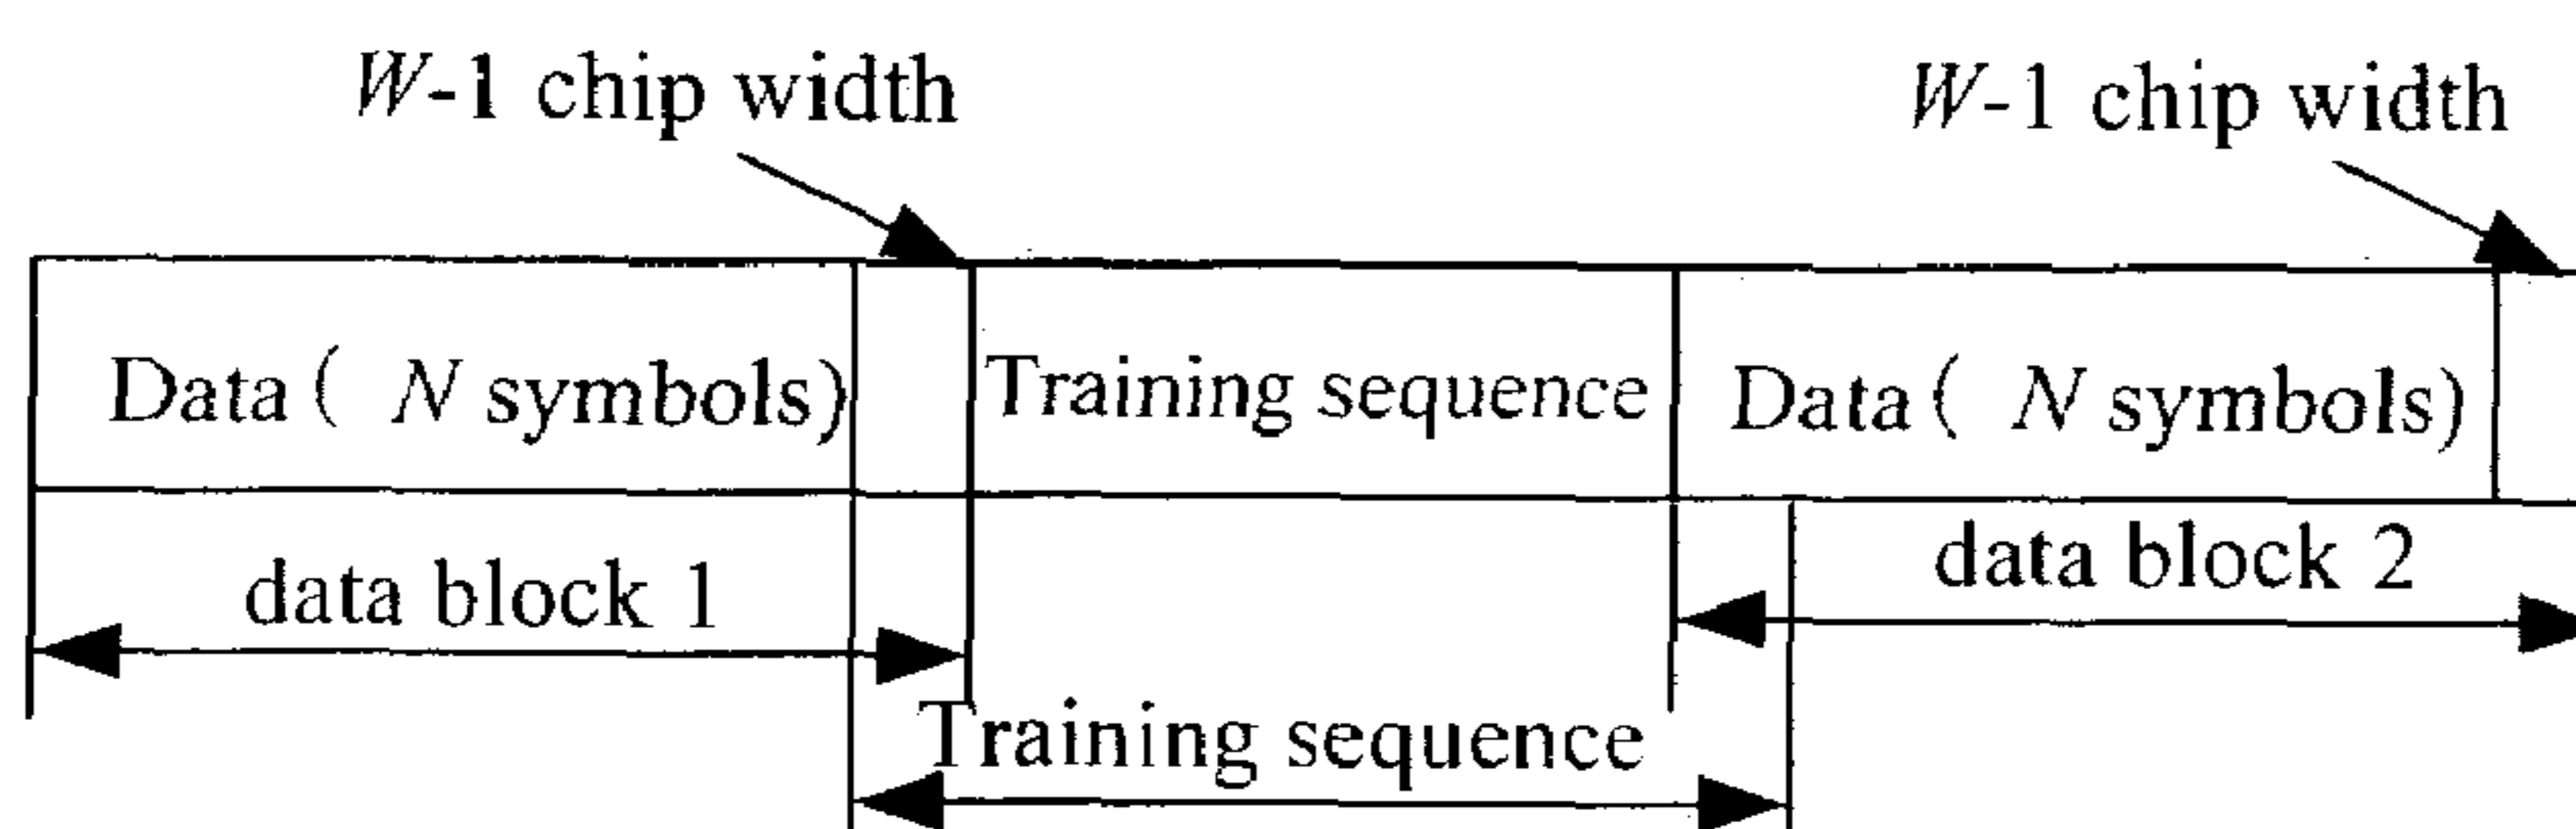 W-1 chip width
W-1 chip width
Data ( N symbols)
Training sequence
Data ( N symbols)
data block 1
data block 2
Training sequence